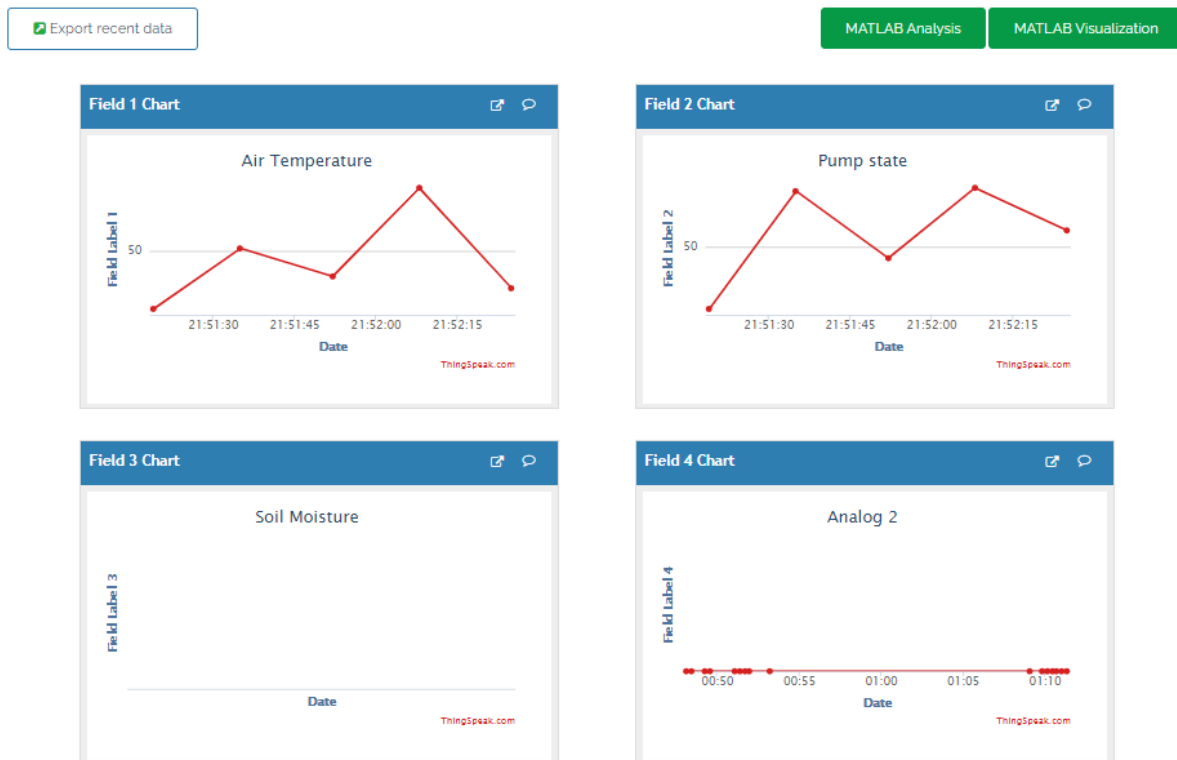 Export recent data
MATLAB Analysis
MATLAB Visualization
Field 1 Chart
Air Temperature
Field Label 1
50
21:51:30 21:51:45 21:52:00 21:52:15
Date
ThingSpeak.com
Field 2 Chart
Pump state
Field Label 2
50
21:51:30 21:51:45 21:52:00 21:52:15
Date
ThingSpeak.com
Field 3 Chart
Soil Moisture
Field Label 3
Date
ThingSpeak.com
Field 4 Chart
Analog 2
Field Label 4
00:50 00:55 01:00 01:05 01:10
Date
ThingSpeak.com